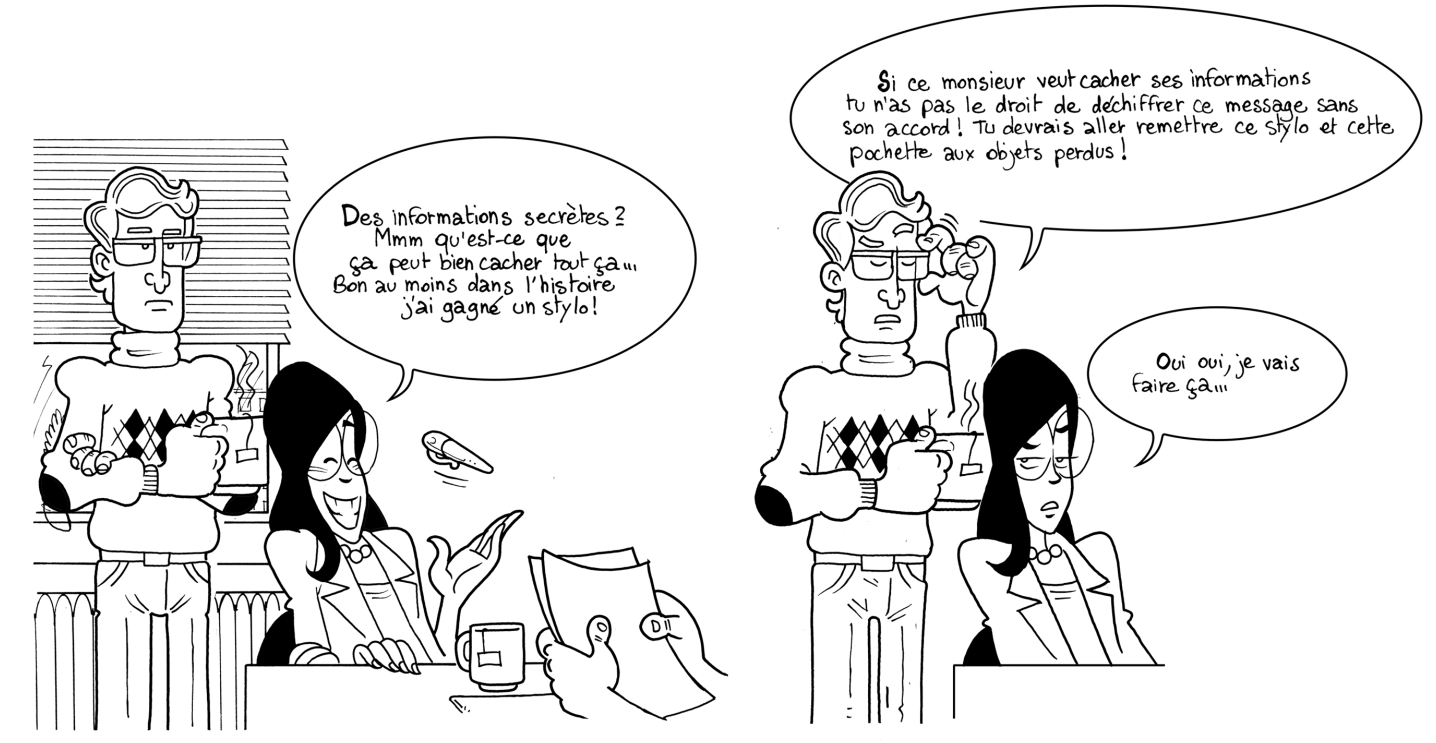 Des informations secrètes ?
Mmm qu'est-ce que
ça peut bien cacher tout ça...
Bon au moins dans l'histoire
j'ai gagné un stylo !
Si ce monsieur veut cacher ses informations
tu n'as pas le droit de déchiffrer ce message sans
son accord ! Tu devrais aller remettre ce stylo et cette
pochette aux objets perdus !
Oui oui, je vais
faire ça...